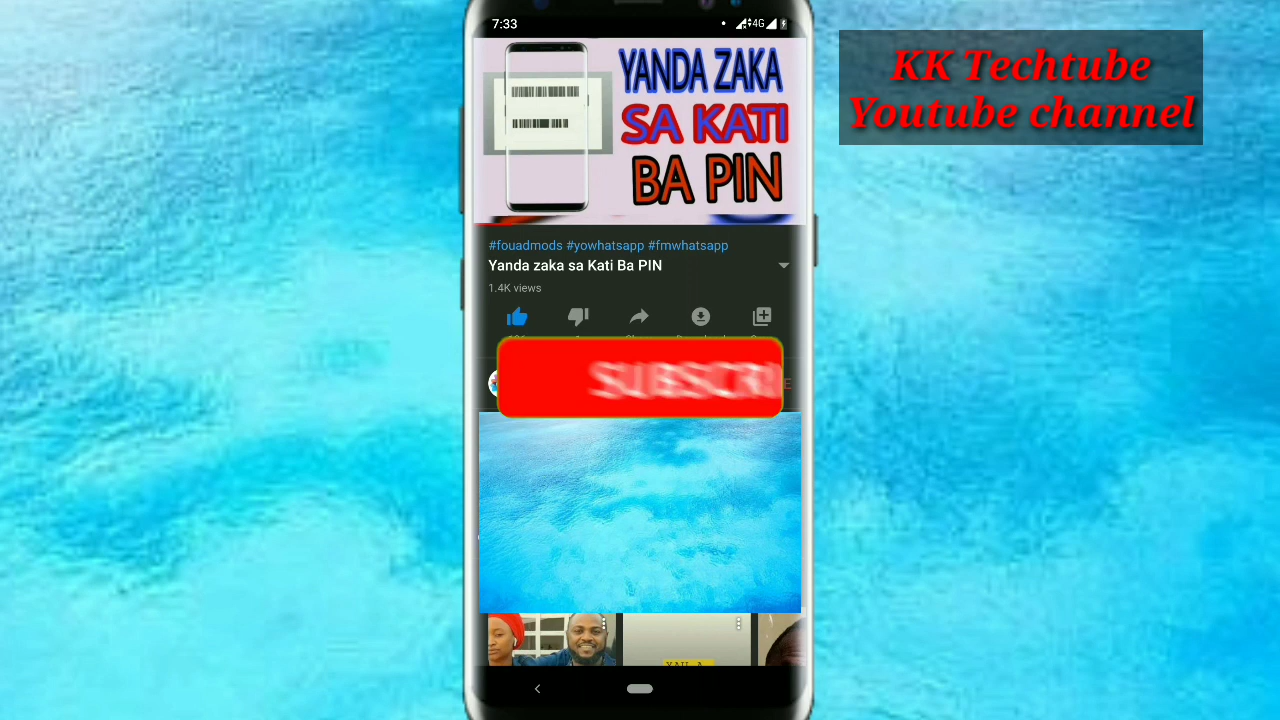 7:33
4G
KK Techtube
Youtube channel
YANDA ZAKA
SA KATI
BA PIN
#fouadmods #yowhatsapp #fmwhatsapp
Yanda zaka sa Kati Ba PIN
1.4K views
SUBSCRI
E